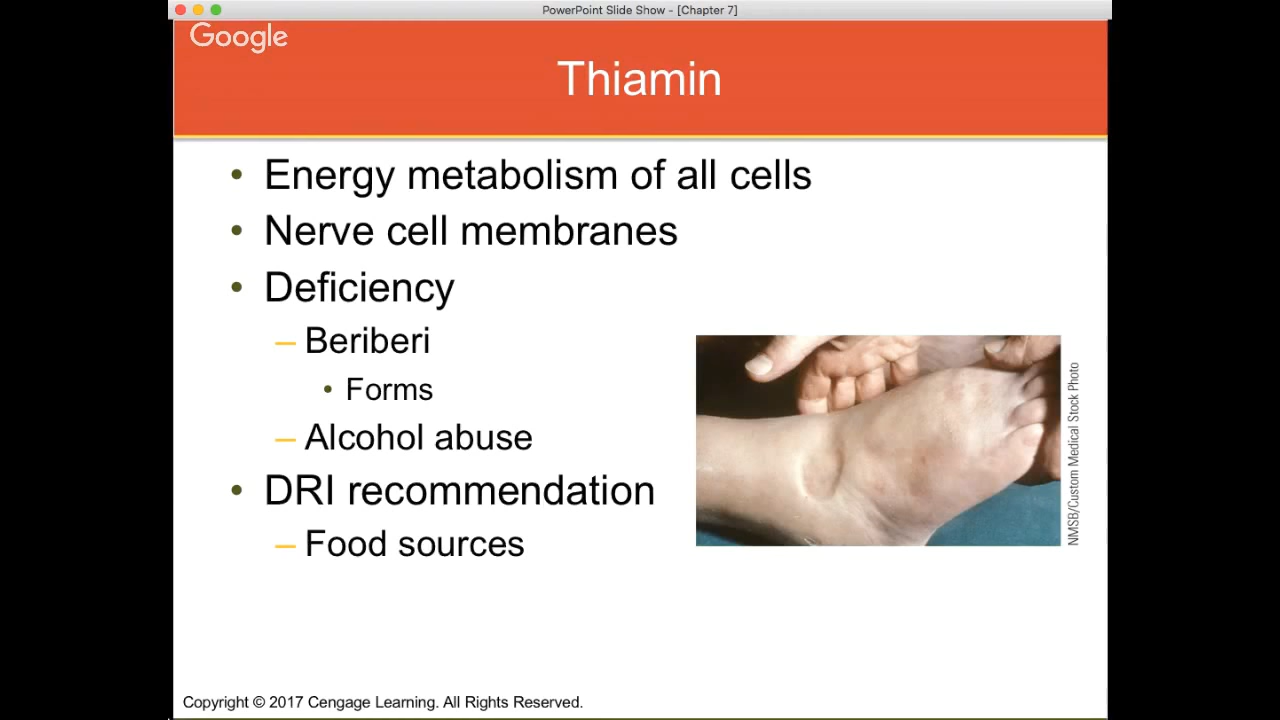 PowerPoint Slide Show - [Chapter 7]
Google
Thiamin
• Energy metabolism of all cells
• Nerve cell membranes
• Deficiency
– Beriberi
• Forms
– Alcohol abuse
• DRI recommendation
– Food sources
NMSB/Custom Medical Stock Photo
Copyright © 2017 Cengage Learning. All Rights Reserved.